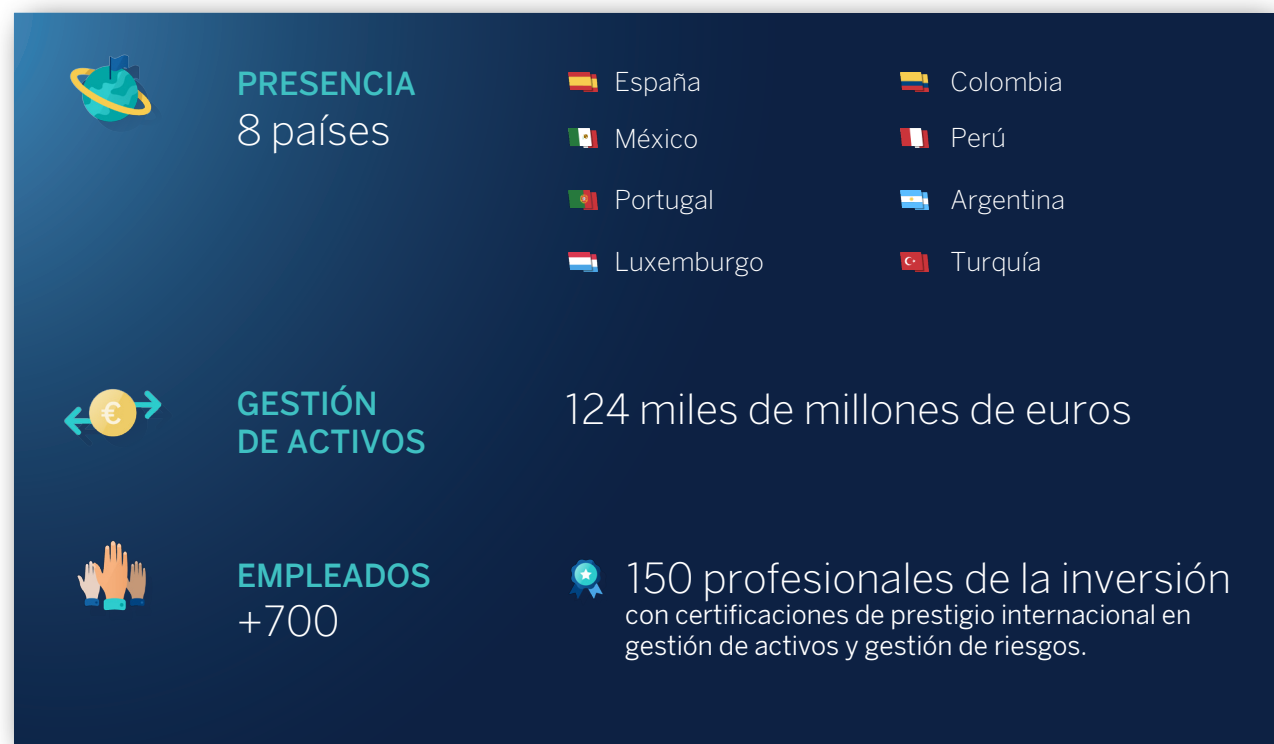 PRESENCIA
8 países
España
Colombia
México
Perú
Portugal
Argentina
Luxemburgo
Turquía
€
GESTIÓN
DE ACTIVOS
124 miles de millones de euros
EMPLEADOS
+700
150 profesionales de la inversión
con certificaciones de prestigio internacional en
gestión de activos y gestión de riesgos.